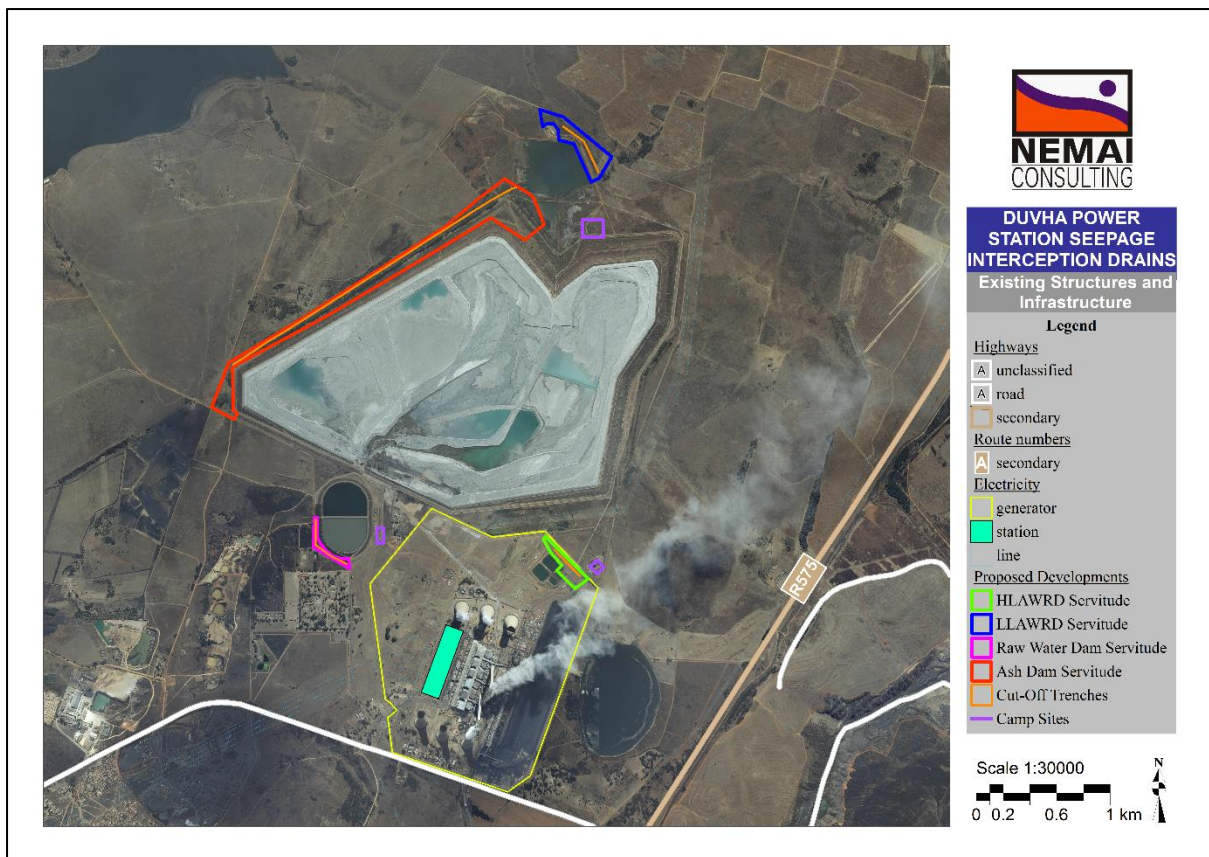 NEMAI
CONSULTING
DUVHA POWER
STATION SEEPAGE
INTERCEPTION DRAINS
Existing Structures and
Infrastructure
Legend
Highways
A unclassified
A road
secondary
Route numbers
A secondary
Electricity
generator
station
line
Proposed Developments
HLAWRD Servitude
LLAWRD Servitude
Raw Water Dam Servitude
Ash Dam Servitude
Cut-Off Trenches
Camp Sites
R575
Scale 1:30000
N
0 0.2 0.6 1 km